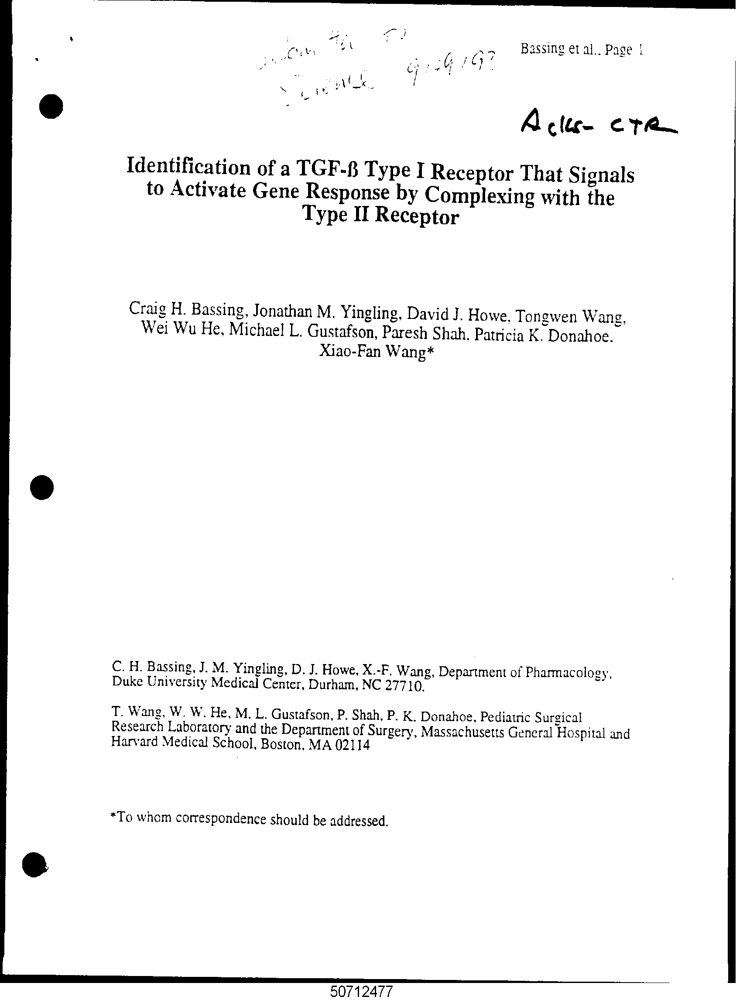 Bassing et al.. Page 1
Science 9/29/93
Acks- CTR
Identification of a TGF-ß Type I Receptor That Signals
to Activate Gene Response by Complexing with the
Type II Receptor
Craig H. Bassing, Jonathan M. Yingling, David J. Howe, Tongwen Wang,
Wei Wu He, Michael L. Gustafson, Paresh Shah, Patricia K. Donahoe.
Xiao-Fan Wang*
C. H. Bassing, J. M. Yingling, D. J. Howe, X.-F. Wang, Department of Pharmacology,
Duke University Medical Center, Durham, NC 27710.
T. Wang, W. W. He, M. L. Gustafson, P. Shah, P. K. Donahoe, Pediatric Surgical
Research Laboratory and the Department of Surgery, Massachusetts General Hospital and
Harvard Medical School, Boston, MA 02114
*To whom correspondence should be addressed.
50712477